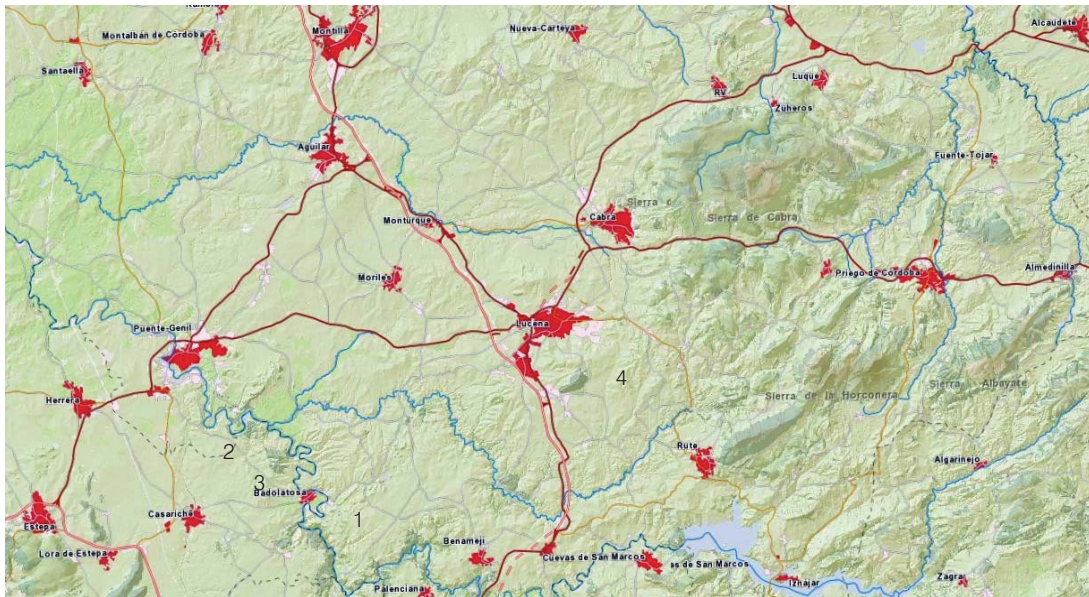 Rambla
Montilla
Montalbán de Córdoba
Nueva-Carteya
Alcaudete
Santaella
RV
Luque
Zuheros
Aguilar
Fuente-Tojar
Sierra d
Cabra
Sierra de Cabra
Monturque
Moriles
Priego de Córdoba
Almedinilla
Puente-Genil
Lucena
4
Sierra Albayate
Sierra de la Horconera
Herrera
2
Rute
Algarinejo
3
Badolatosa
1
Casariche
Estepa
Lora de Estepa
Benamejí
Cuevas de San Marcos
as de San Marcos
Iznájar
Zagra
Palenciana